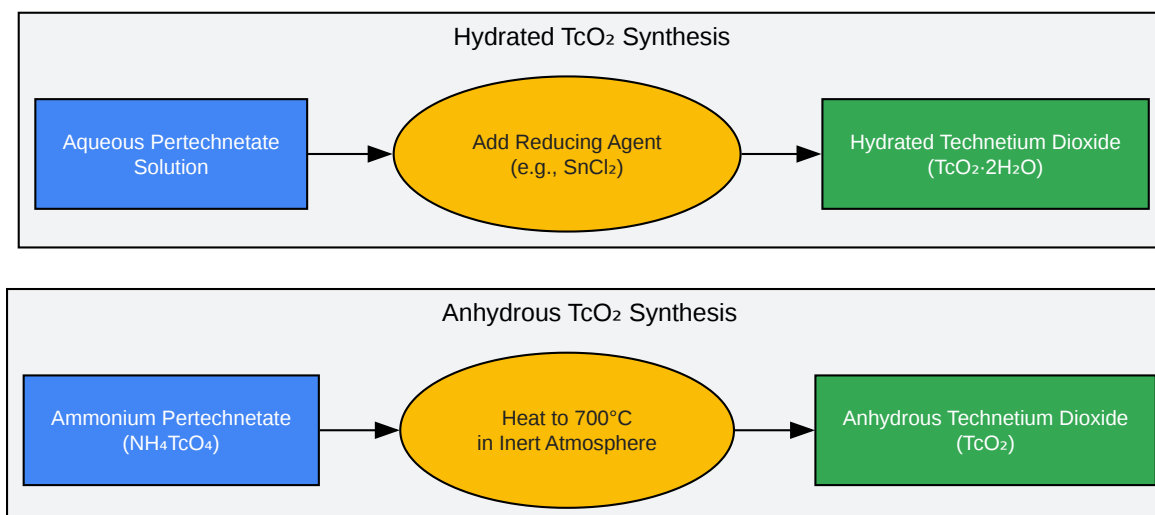 Hydrated TcO₂ Synthesis
Aqueous Pertechnetate
Solution
Add Reducing Agent
(e.g., SnCl₂)
Hydrated Technetium Dioxide
(TcO₂·2H₂O)
Anhydrous TcO₂ Synthesis
Ammonium Pertechnetate
(NH₄TcO₄)
Heat to 700°C
in Inert Atmosphere
Anhydrous Technetium Dioxide
(TcO₂)